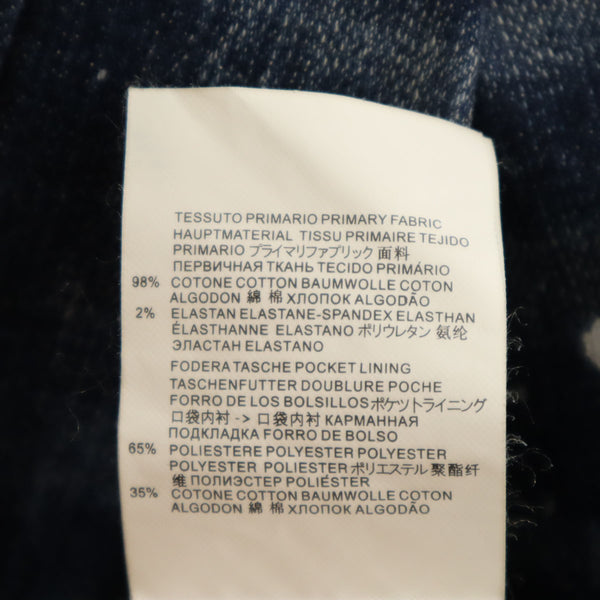 TESSUTO PRIMARIO PRIMARY FABRIC
HAUPTMATERIAL TISSU PRIMAIRE TEJIDO
PRIMARIO プライマリファブリック 面料
ПЕРВИЧНАЯ ТКАНЬ TECIDO PRIMÁRIO
98% COTONE COTTON BAUMWOLLE COTON
ALGODON 綿 棉 ХЛОПОК ALGODÃO
2% ELASTAN ELASTANE-SPANDEX ELASTHAN
ÉLASTHANNE ELASTANO ポリウレタン 氨纶
ЭЛАСТАН ELASTANO
FODERA TASCHE POCKET LINING
TASCHENFUTTER DOUBLURE POCHE
FORRO DE LOS BOLSILLOS ポケットライニング
口袋内衬 -> 口袋内衬 КАРМАННАЯ
ПОДКЛАДКА FORRO DE BOLSO
65% POLIESTERE POLYESTER POLYESTER
POLYESTER POLIESTER ポリエステル 聚酯纤
维 ПОЛИЭСТЕР POLIÉSTER
35% COTONE COTTON BAUMWOLLE COTON
ALGODON 綿 棉 ХЛОПОК ALGODÃO